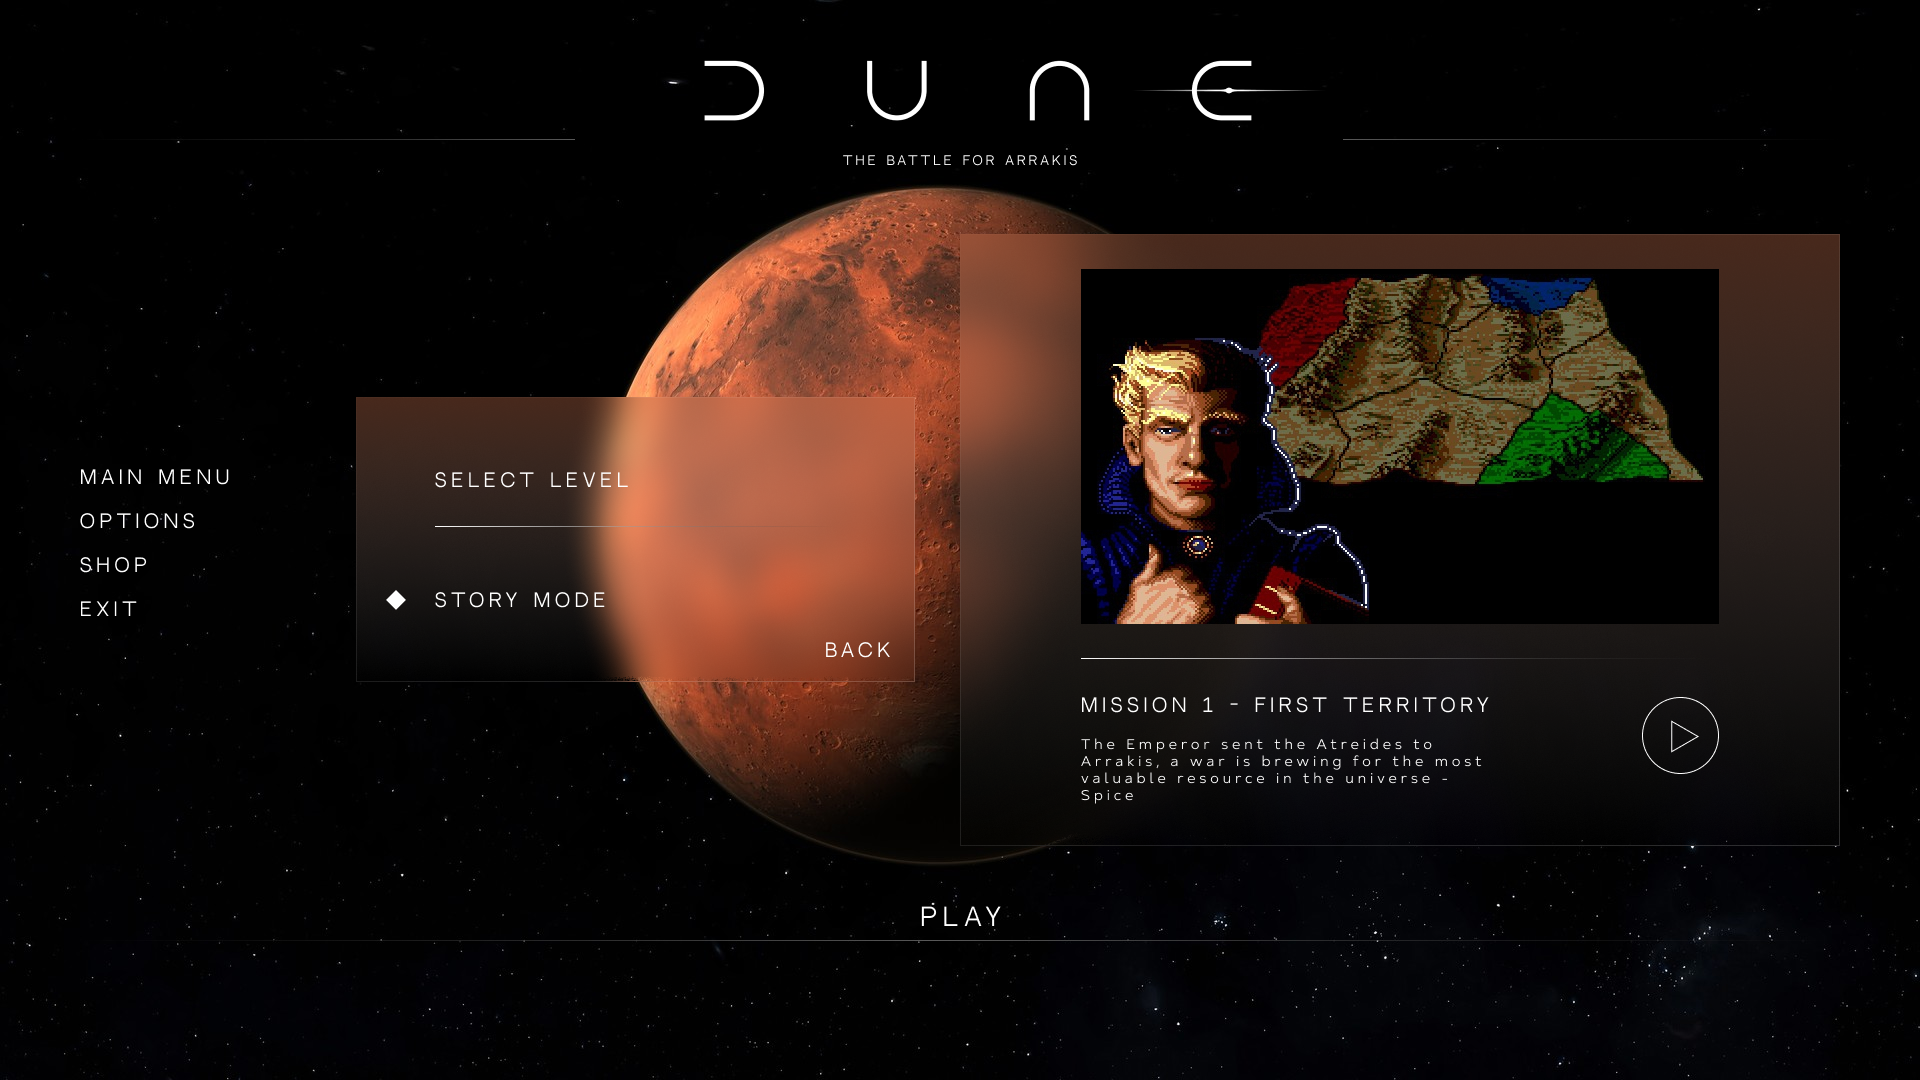 DUNE
THE BATTLE FOR ARRAKIS
MAIN MENU
OPTIONS
SHOP
EXIT
SELECT LEVEL
STORY MODE
BACK
MISSION 1 - FIRST TERRITORY
The Emperor sent the Atreides to
Arrakis, a war is brewing for the most
valuable resource in the universe -
Spice
PLAY